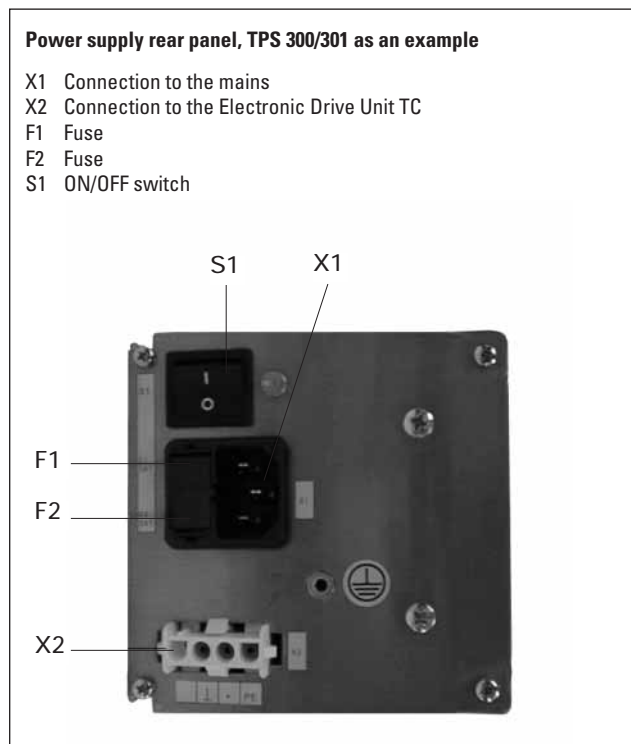 Power supply rear panel, TPS 300/301 as an example
X1 Connection to the mains
X2 Connection to the Electronic Drive Unit TC
F1 Fuse
F2 Fuse
S1 ON/OFF switch
S1 X1
F1
F2
X2
PE